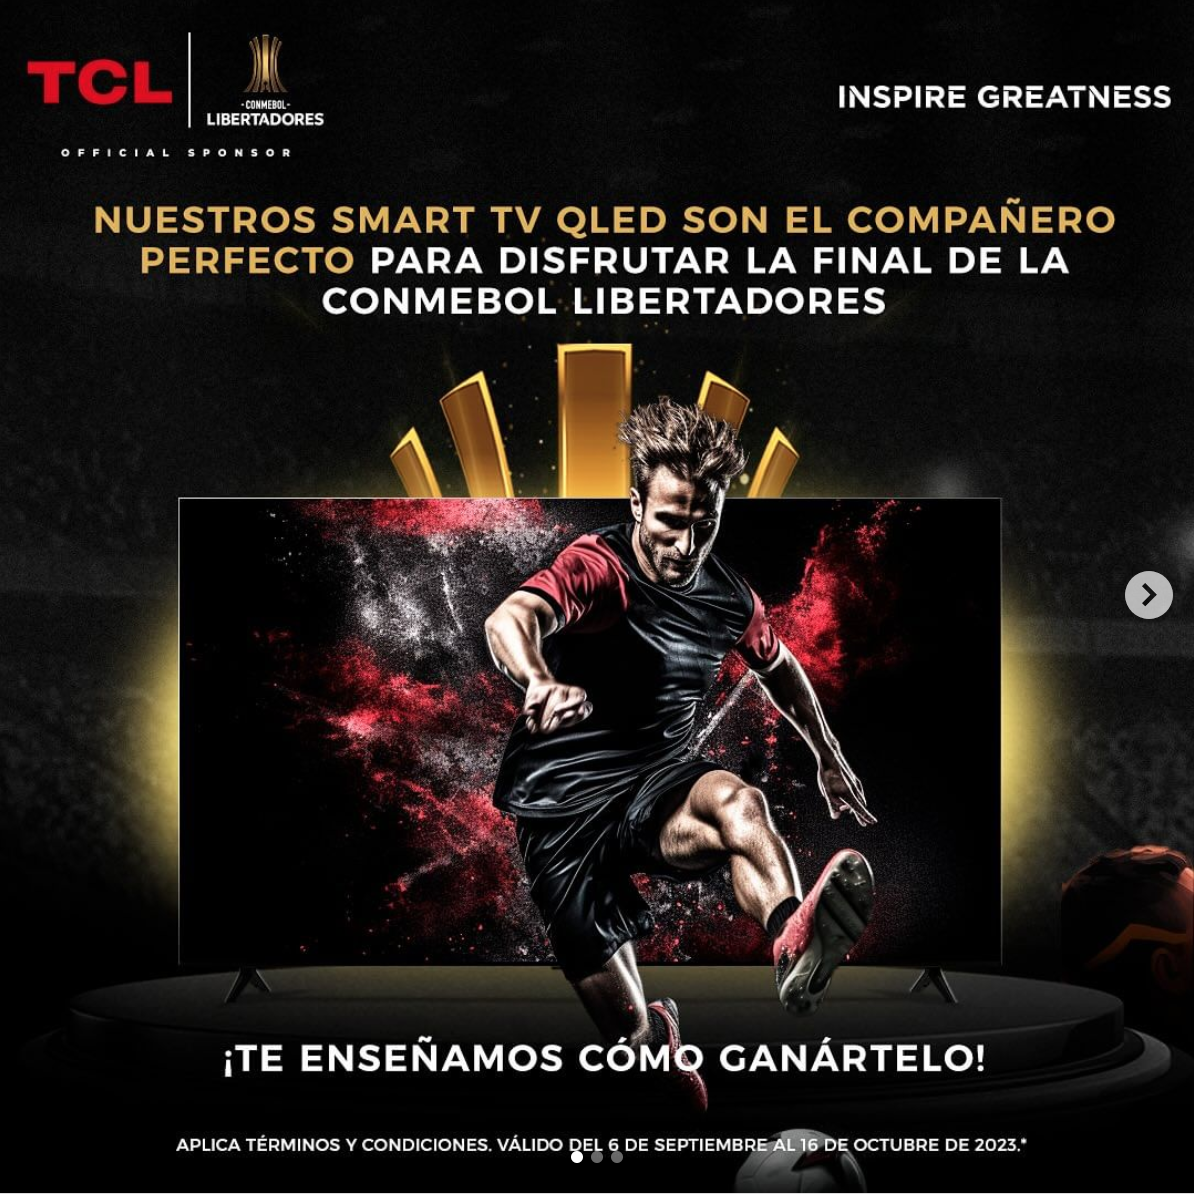 TCL
-CONMEBOL-
LIBERTADORES
OFFICIAL SPONSOR
INSPIRE GREATNESS
NUESTROS SMART TV QLED SON EL COMPAÑERO
PERFECTO PARA DISFRUTAR LA FINAL DE LA
CONMEBOL LIBERTADORES
¡TE ENSEÑAMOS CÓMO GANÁRTELO!
APLICA TÉRMINOS Y CONDICIONES. VÁLIDO DEL 6 DE SEPTIEMBRE AL 16 DE OCTUBRE DE 2023.*